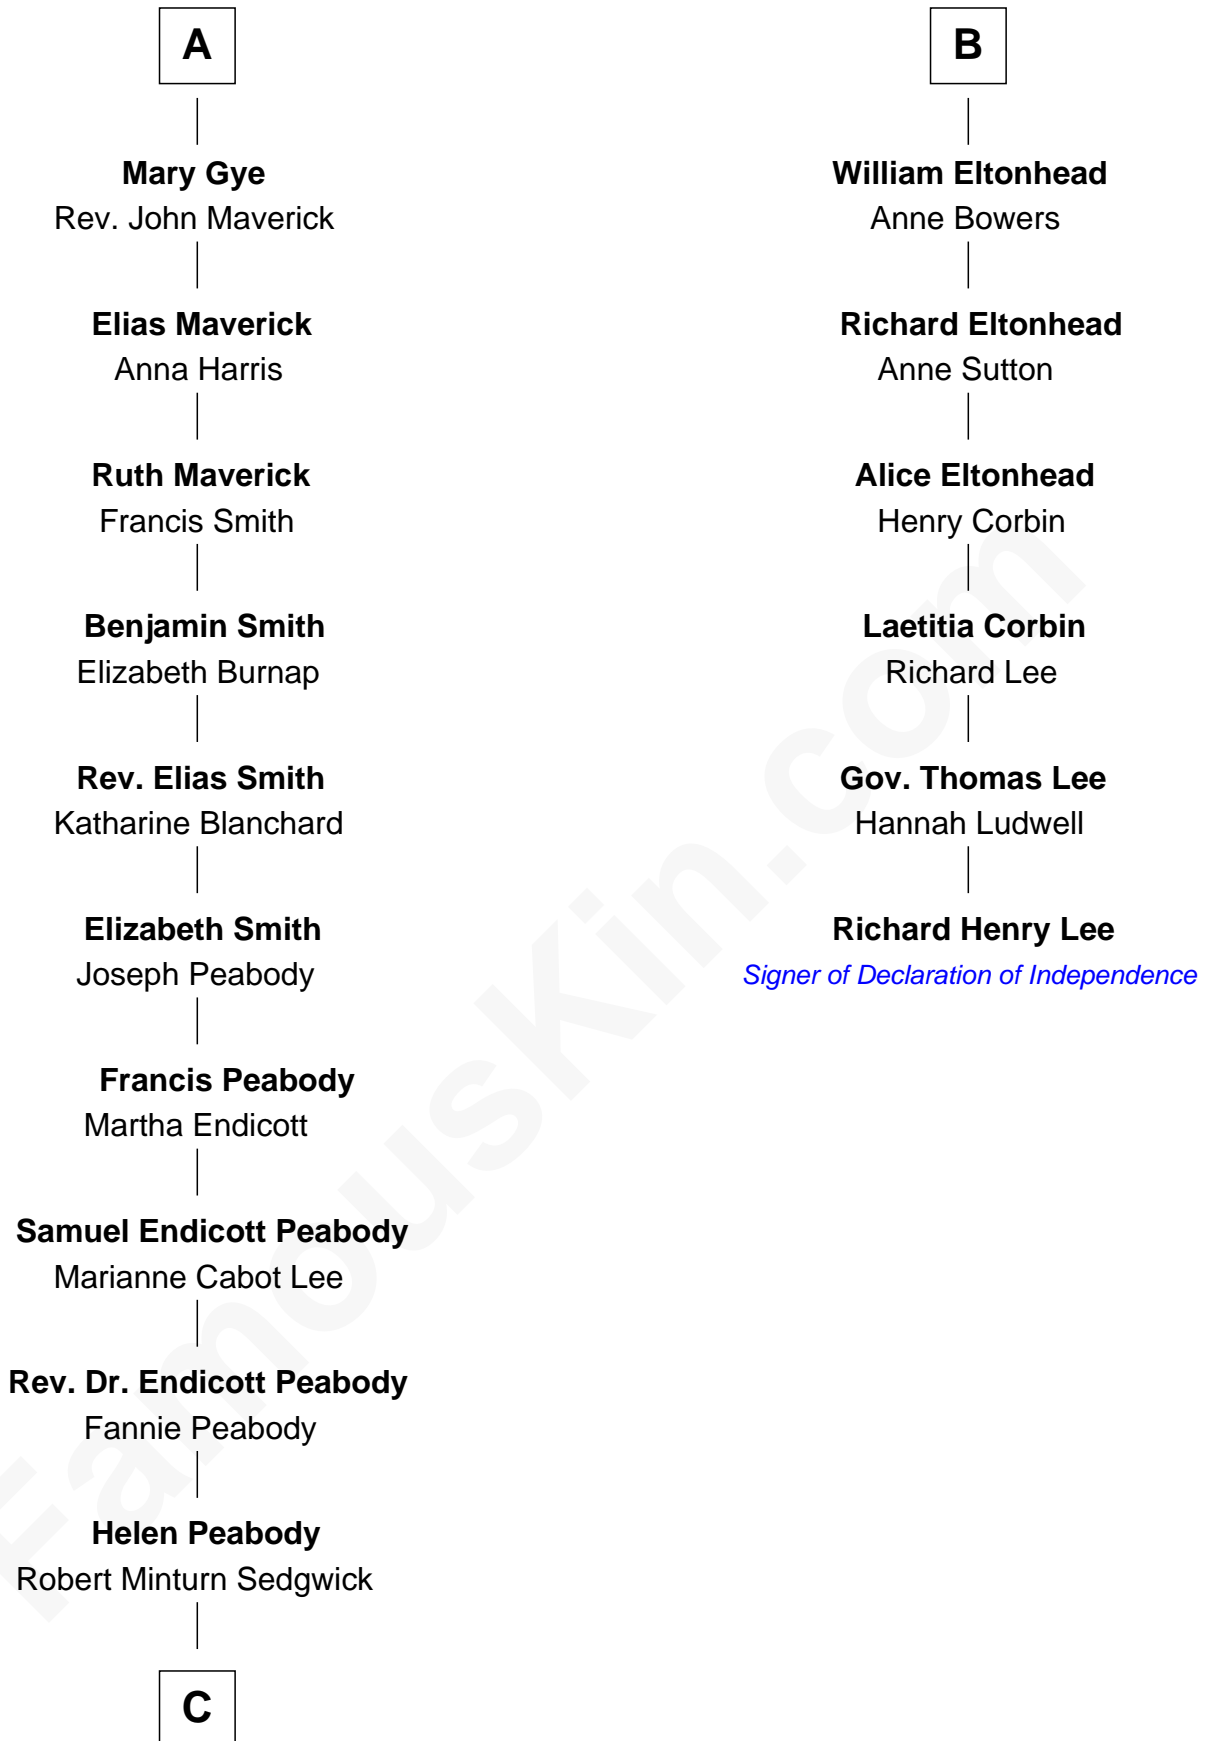 A
Mary Gye
Rev. John Maverick
Elias Maverick
Anna Harris
Ruth Maverick
Francis Smith
Benjamin Smith
Elizabeth Burnap
Rev. Elias Smith
Katharine Blanchard
Elizabeth Smith
Joseph Peabody
Francis Peabody
Martha Endicott
Samuel Endicott Peabody
Marianne Cabot Lee
Rev. Dr. Endicott Peabody
Fannie Peabody
Helen Peabody
Robert Minturn Sedgwick
C
B
William Eltonhead
Anne Bowers
Richard Eltonhead
Anne Sutton
Alice Eltonhead
Henry Corbin
Laetitia Corbin
Richard Lee
Gov. Thomas Lee
Hannah Ludwell
Richard Henry Lee
Signer of Declaration of Independence
FamousKin.com